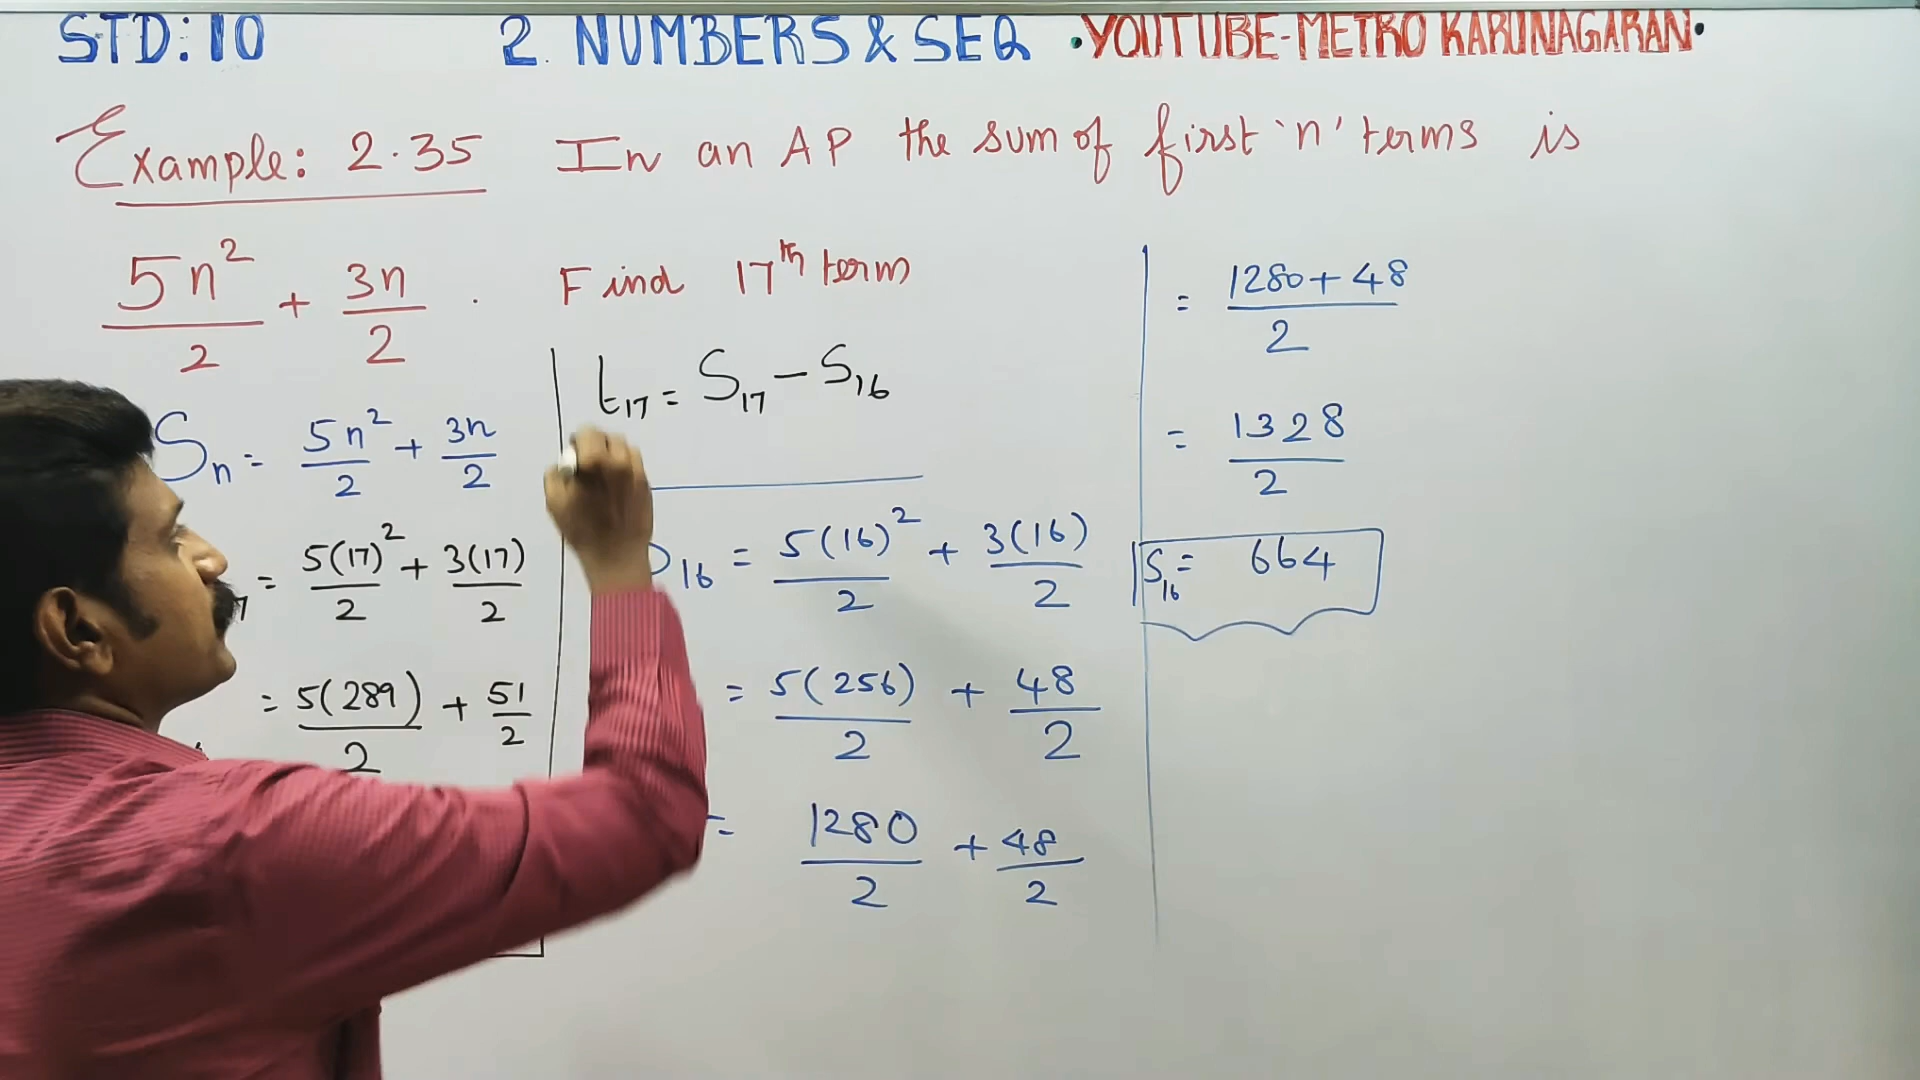 STD: 10 2. NUMBERS & SEQ •YOUTUBE-METRO KARUNAGARAN•
Example: 2.35 In an AP the sum of first 'n' terms is
5n²/2 + 3n/2 . Find 17th term
Sn = 5n²/2 + 3n/2
= 5(17)²/2 + 3(17)/2
= 5(289)/2 + 51/2
t17 = S17 - S16
16 = 5(16)²/2 + 3(16)/2
= 5(256)/2 + 48/2
= 1280/2 + 48/2
= 1280 + 48/2
= 1328/2
S16 = 664